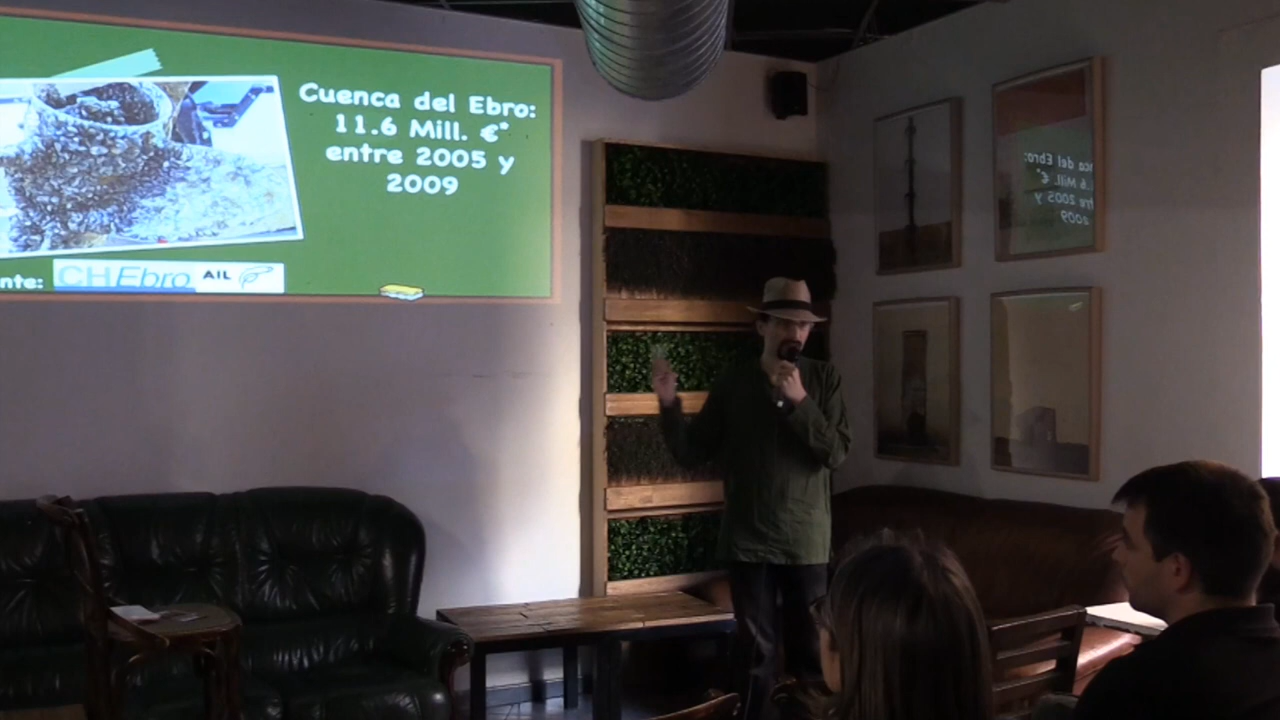 Cuenca del Ebro:
11.6 Mill. €*
entre 2005 y
2009
nte: CHEbro AIL